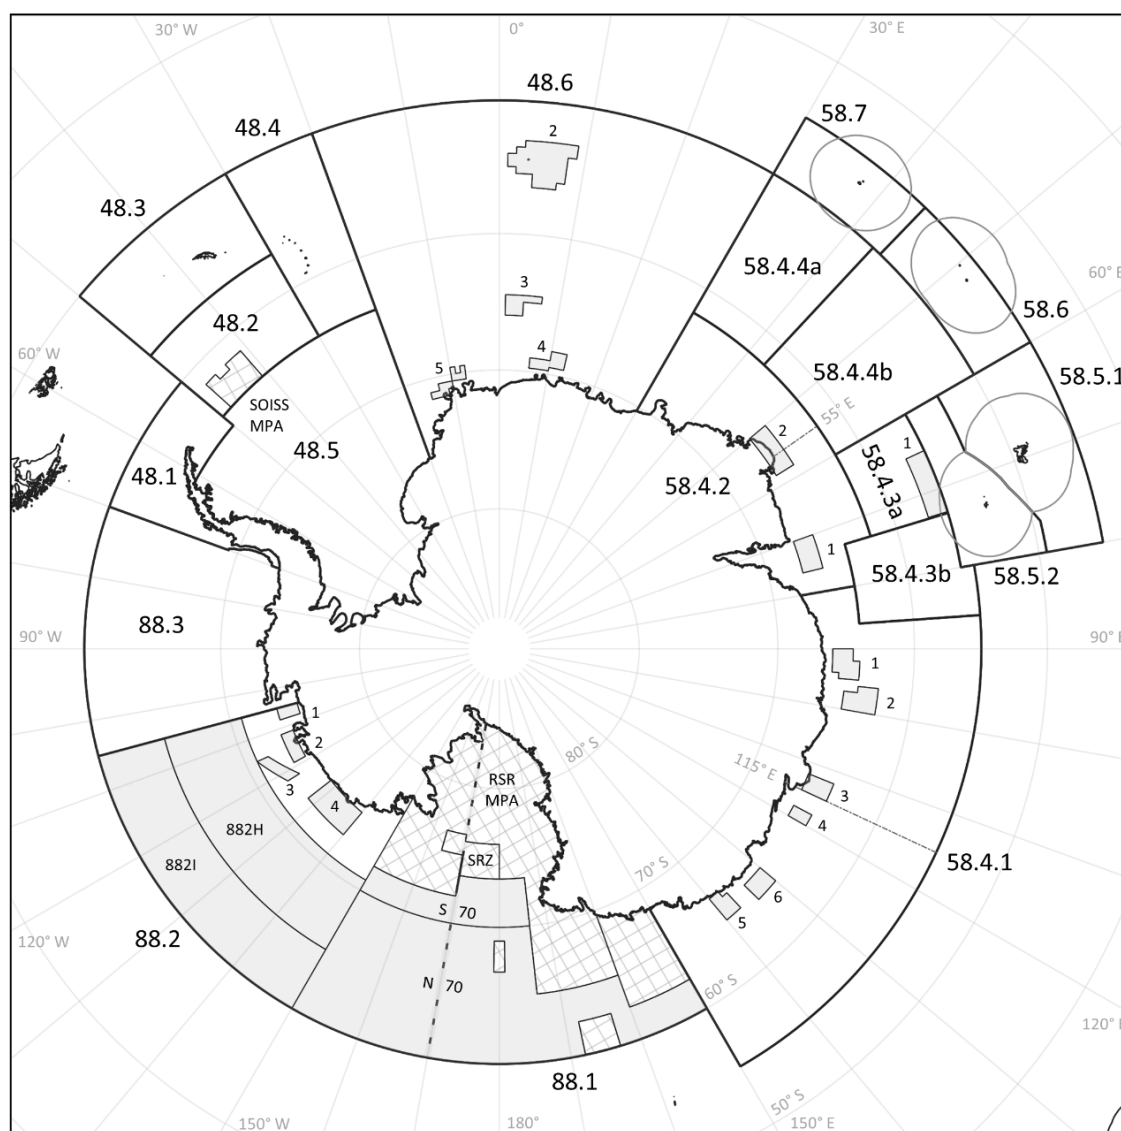 30° W
0°
30° E
48.6
58.7
48.4
2
48.3
58.4.4a
60° E
3
48.2
58.6
4
60° W
5
58.4.4b
58.5.1
SOISS
MPA
55° E
2
48.5
1
48.1
58.4.2
58.4.3a
1
58.4.3b
58.5.2
88.3
90° W
90° E
1
2
1
2
80° S
115° E
RSR
MPA
3
3
4
4
882H
SRZ
58.4.1
882I
70° S
6
S 70
5
88.2
120° W
N 70
60° S
120° E
88.1
50° S
150° W
180°
150° E